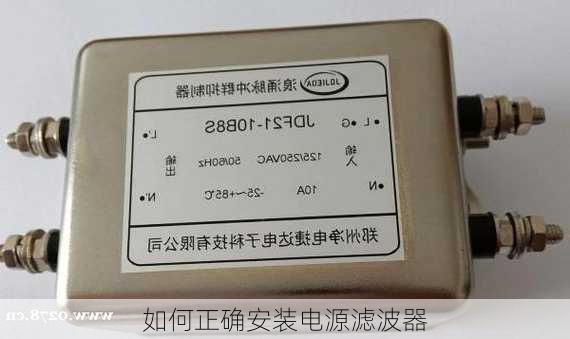 JDJIEDA 浪涌脉冲群抑制器
L G JDF21-10B8S L'
输入 125/250VAC 50/60Hz 输出
N 10A -25~+85℃ N'
郑州净电捷达电子科技有限公司
如何正确安装电源滤波器